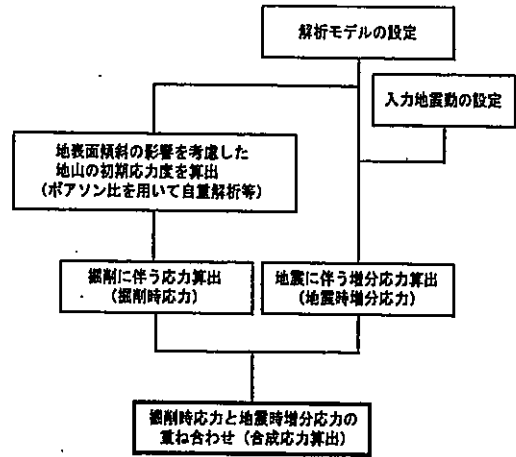 解析モデルの設定
入力地震動の設定
地表面傾斜の影響を考慮した
地山の初期応力度を算出
(ポアソン比を用いて自重解析等)
掘削に伴う応力算出
(掘削時応力)
地震に伴う増分応力算出
(地震時増分応力)
掘削時応力と地震時増分応力の
重ね合わせ (合成応力算出)